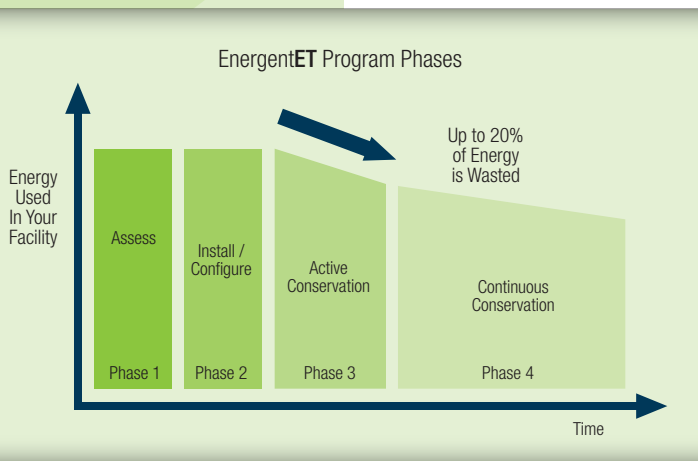 EnergentET Program Phases
Up to 20%
of Energy
is Wasted
Energy
Used
In Your
Facility
Assess
Install /
Configure
Active
Conservation
Continuous
Conservation
Phase 1
Phase 2
Phase 3
Phase 4
Time